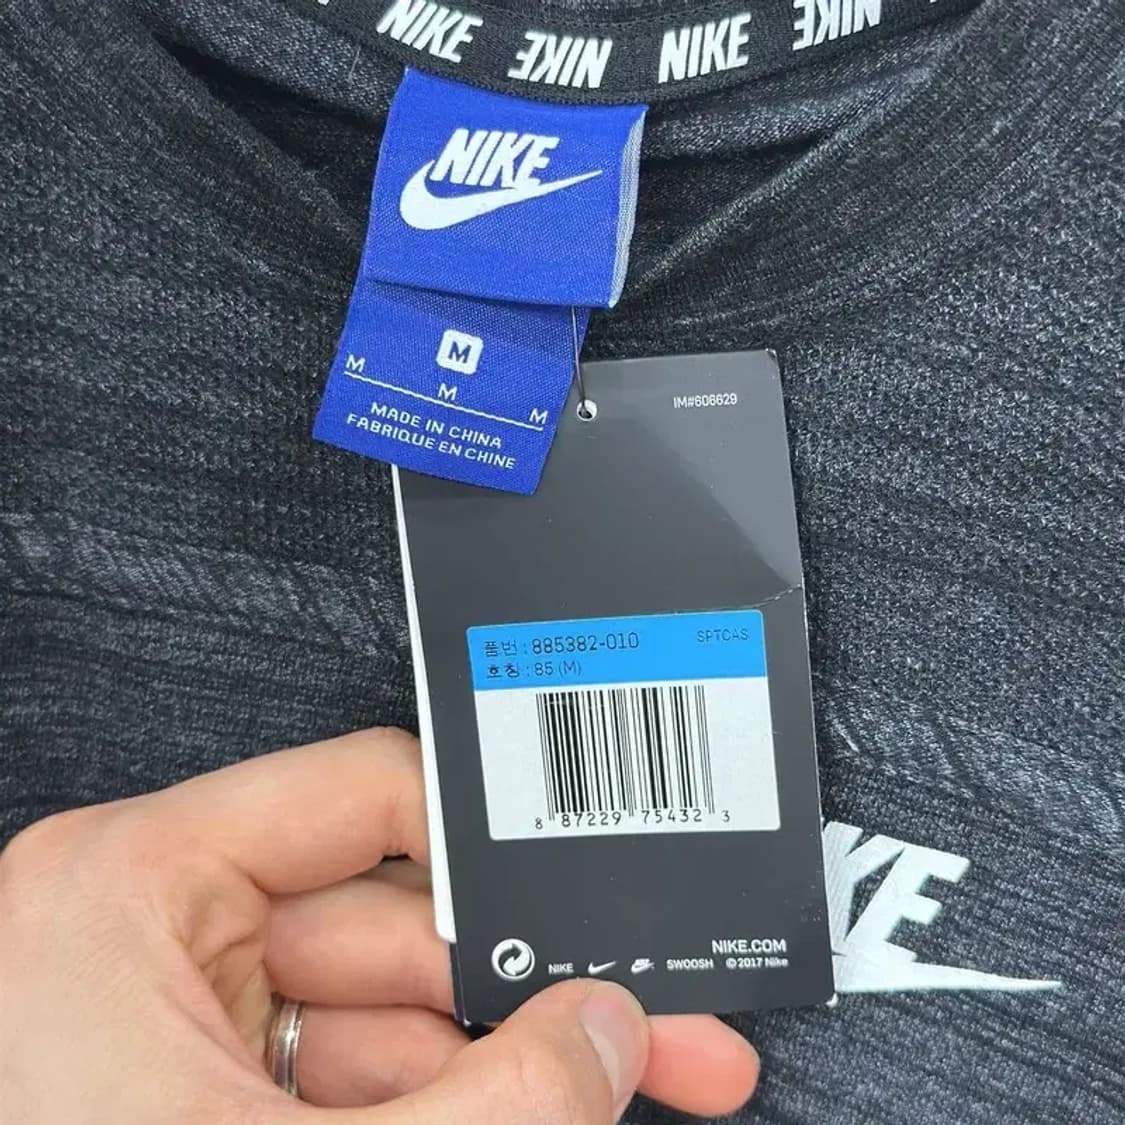 NIKE NIKE NIKE NIKE
NIKE
M
M
M
M
MADE IN CHINA
FABRIQUE EN CHINE
IM#606629
품번 : 885382-010 SPTCAS
호칭 : 85 (M)
8 87229 75432 3
NIKE.COM
NIKE SWOOSH ©2017 Nike
KE